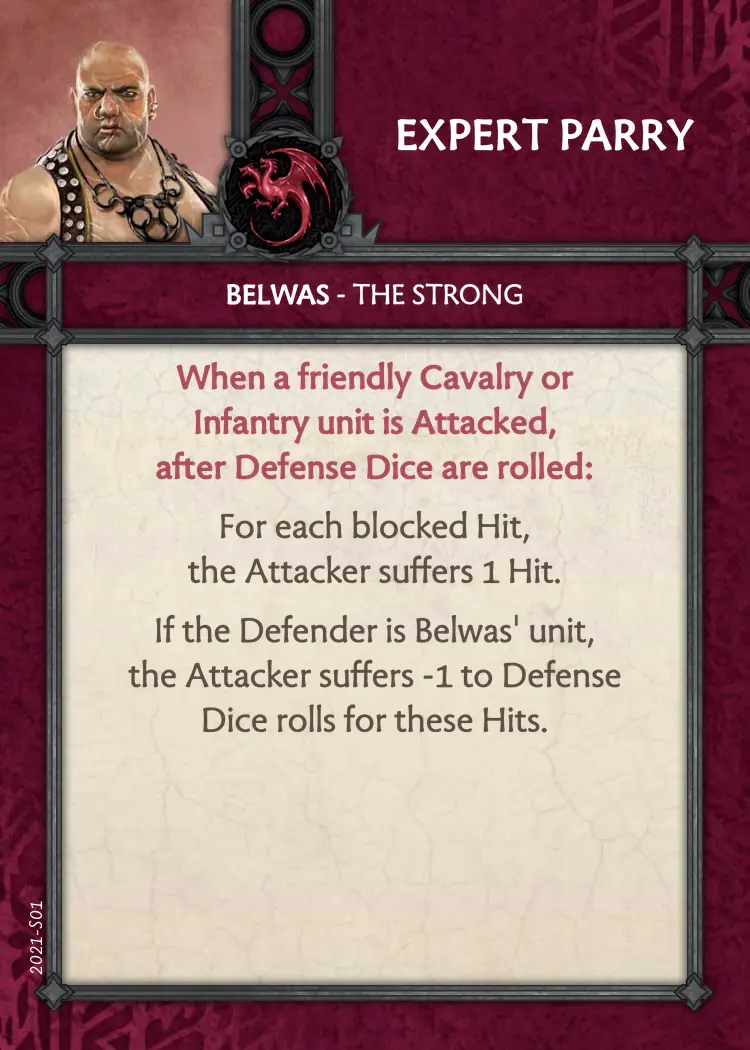 EXPERT PARRY
BELWAS - THE STRONG
When a friendly Cavalry or
Infantry unit is Attacked,
after Defense Dice are rolled:
For each blocked Hit,
the Attacker suffers 1 Hit.
If the Defender is Belwas' unit,
the Attacker suffers -1 to Defense
Dice rolls for these Hits.
2021-S01